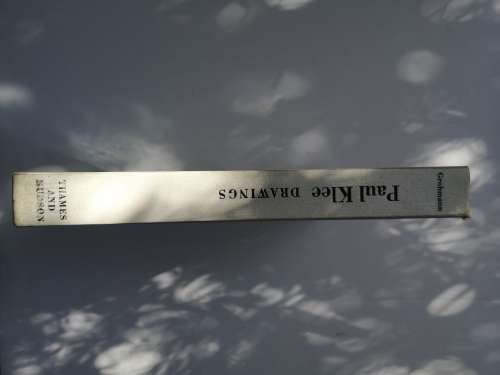 Grohmann
Paul Klee DRAWINGS
THAMES
AND
HUDSON